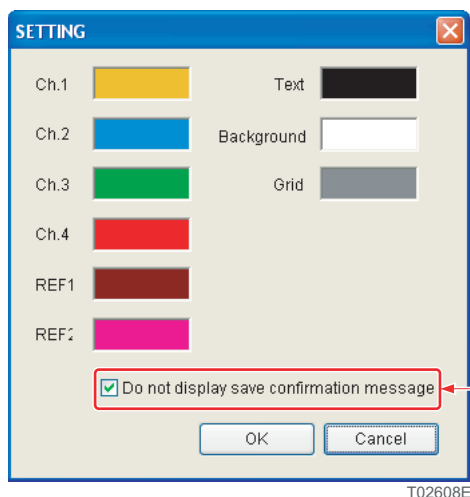 SETTING
Ch.1 Text
Ch.2 Background
Ch.3 Grid
Ch.4
REF1
REF2
Do not display save confirmation message
OK Cancel
T02608E